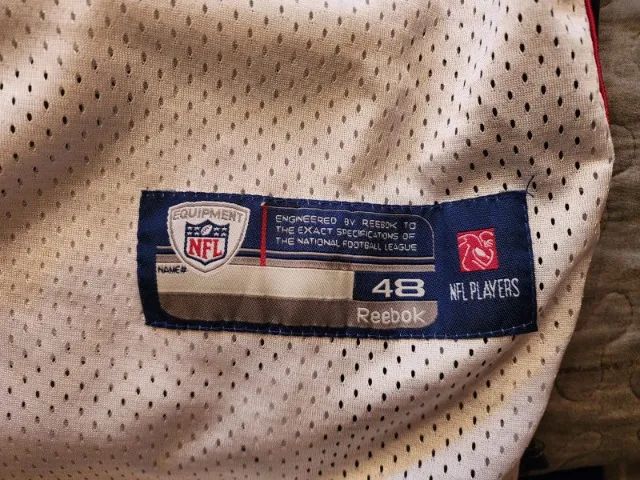 EQUIPMENT
NFL
ENGINEERED BY REEBOK TO
THE EXACT SPECIFICATIONS OF
THE NATIONAL FOOTBALL LEAGUE
NAME#
48
Reebok
NFL PLAYERS